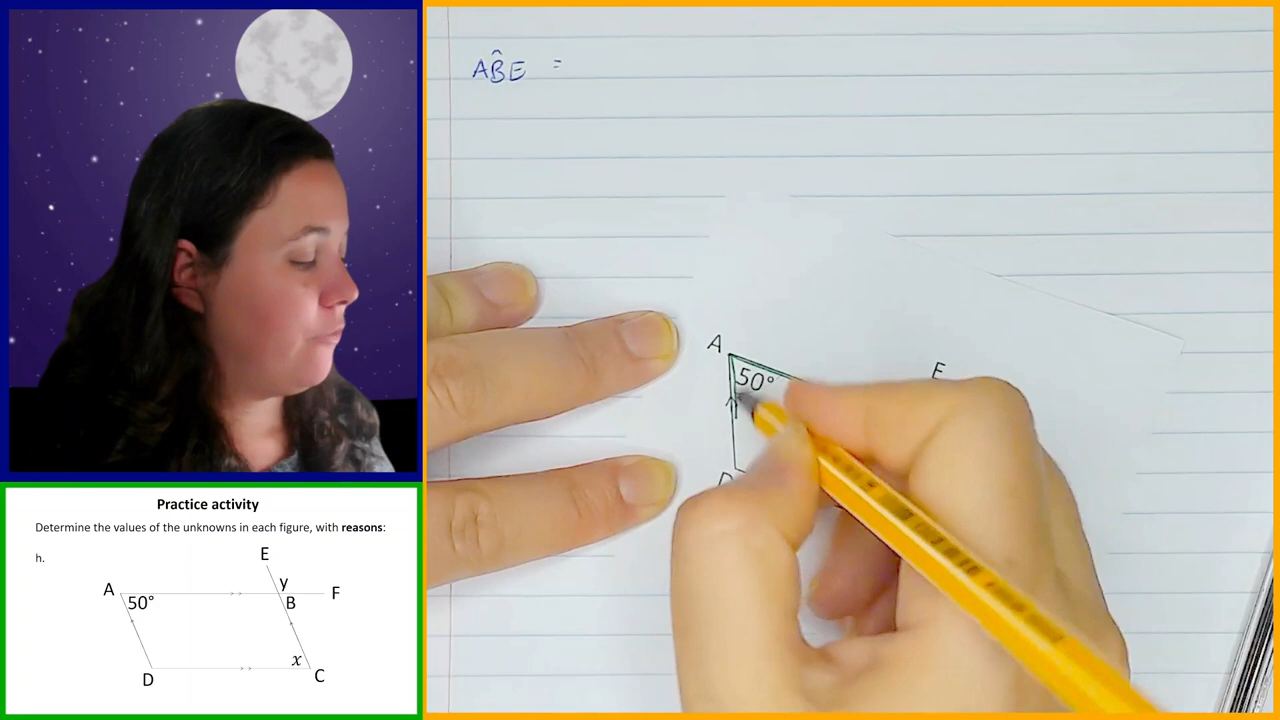 AB̂E =
A
50°
E
Practice activity
Determine the values of the unknowns in each figure, with reasons:
h.
E
y
A
F
50°
B
x
D
C